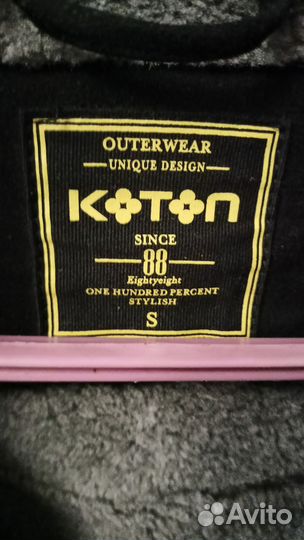 OUTERWEAR
UNIQUE DESIGN
KOTON
SINCE
88
Eightyeight
ONE HUNDRED PERCENT
STYLISH
S
Avito